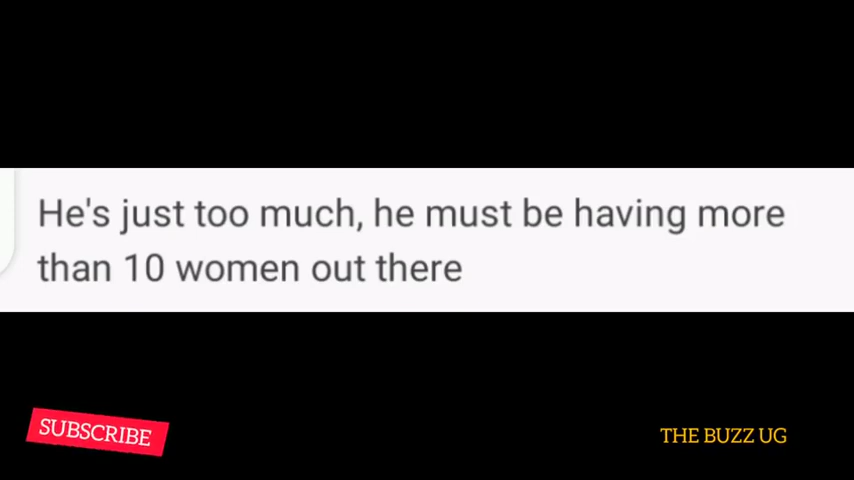 He's just too much, he must be having more
than 10 women out there
SUBSCRIBE
THE BUZZ UG